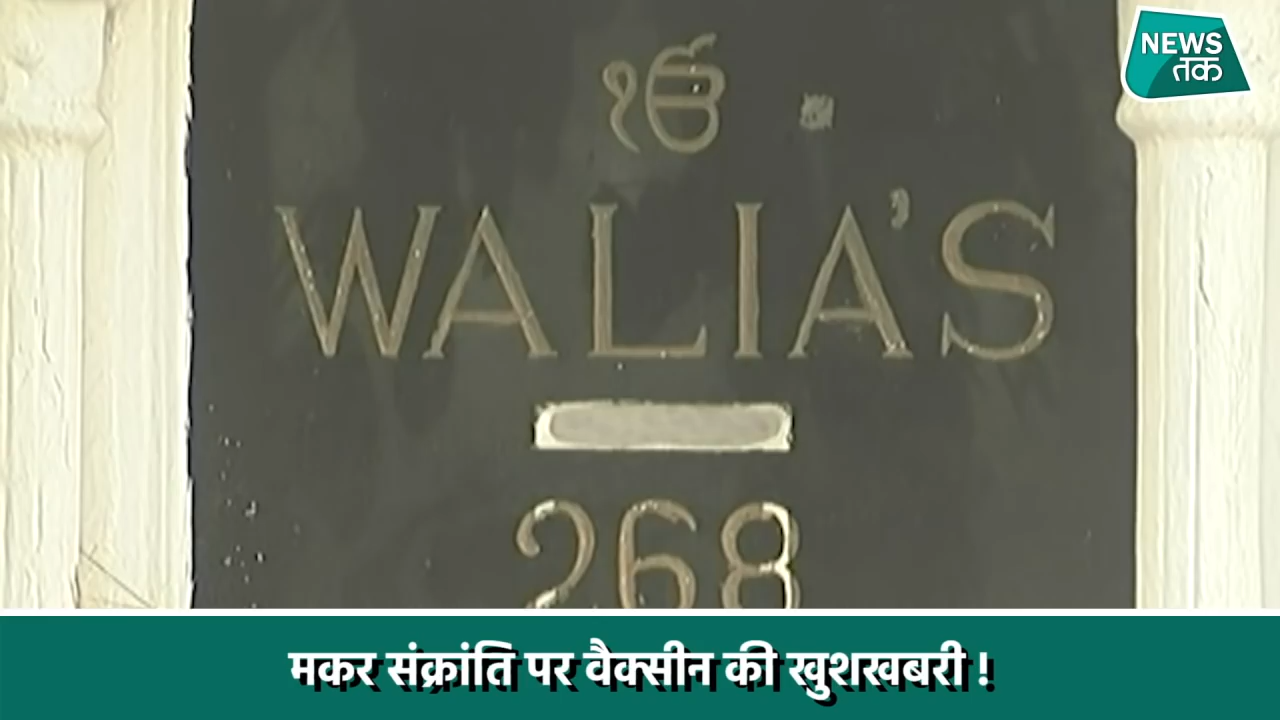 NEWS
तक
ੴ
WALIA'S
268
मकर संक्रांति पर वैक्सीन की खुशखबरी !